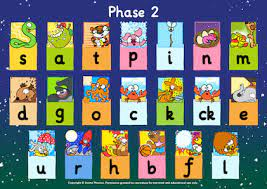 Phase 2
s a t p i n m
d g o c k ck e
u r h b f l